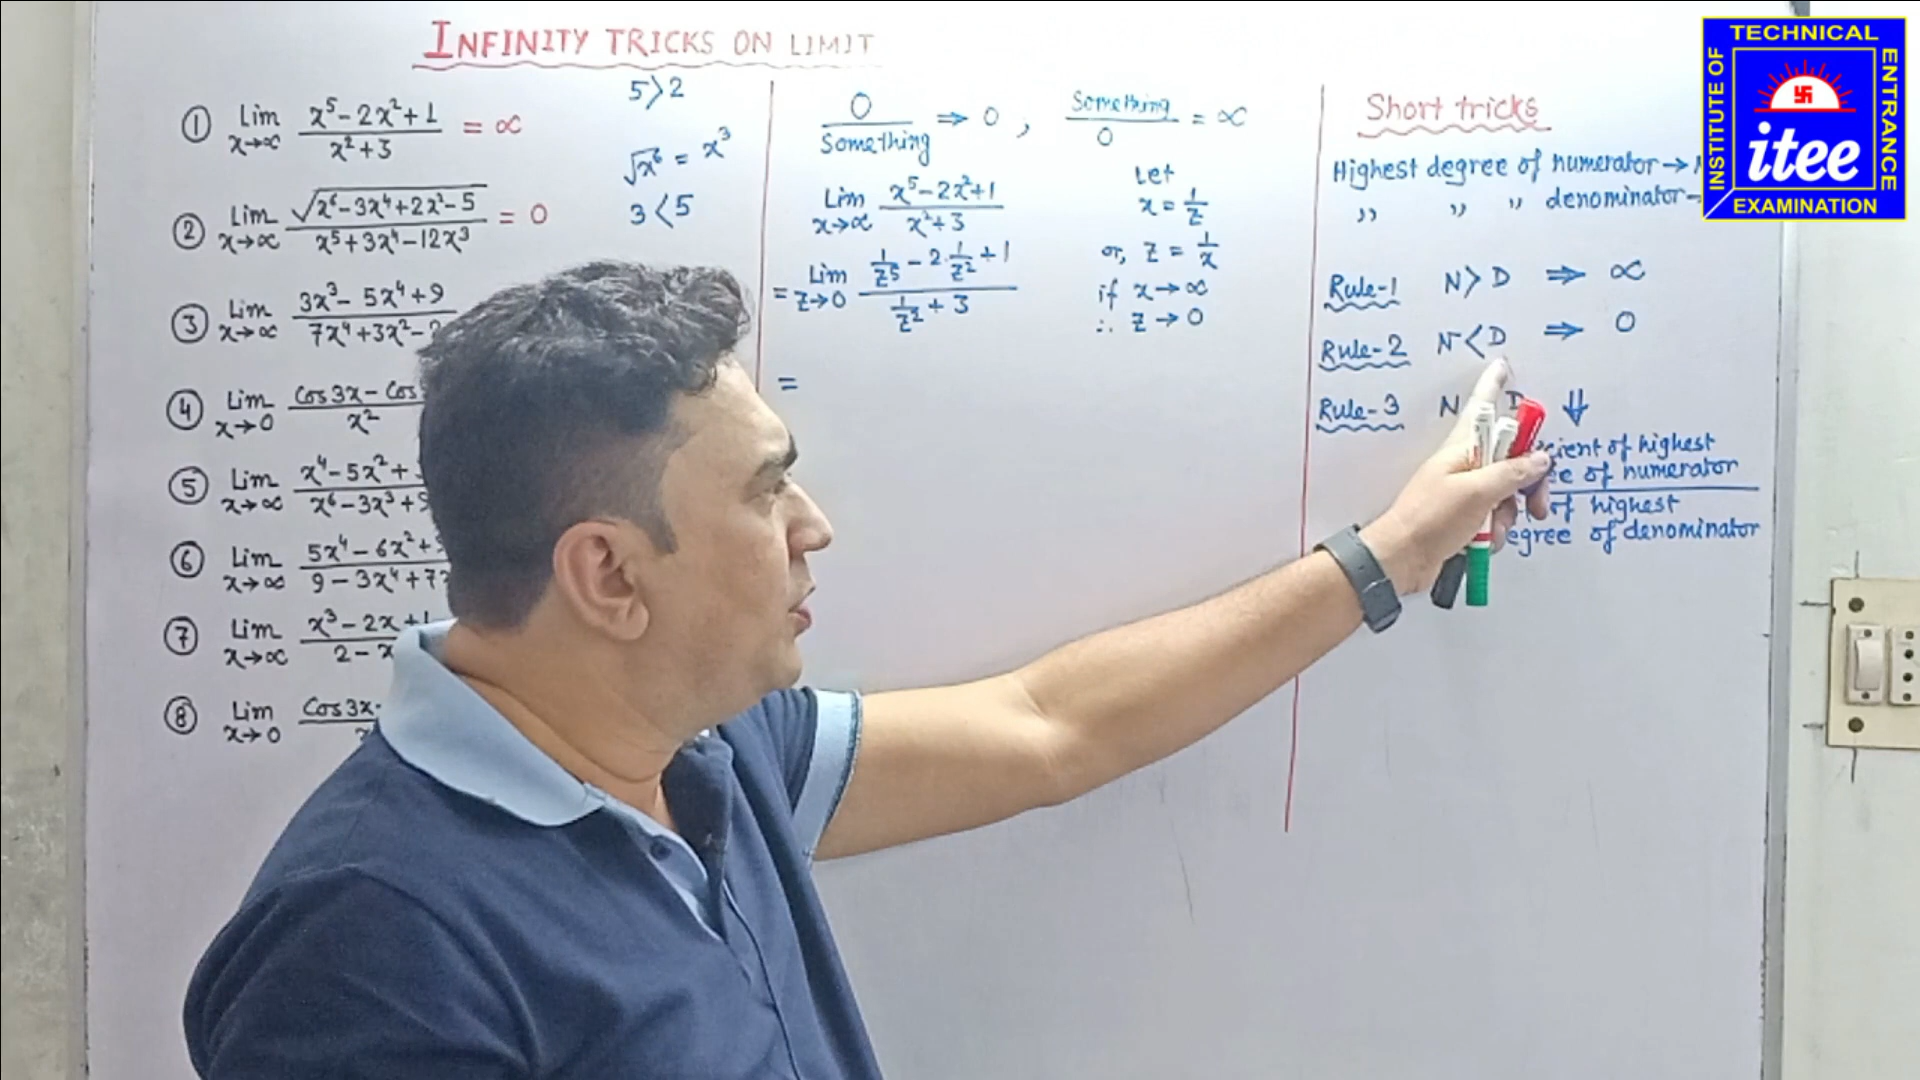 INFINITY TRICKS ON LIMIT
① Lim x→∞ (x⁵ − 2x² + 1)/(x² + 3) = ∞
5 > 2
② Lim x→∞ √(x⁶ − 3x⁴ + 2x² − 5)/(x⁵ + 3x⁴ − 12x³) = 0
√x⁶ = x³
3 < 5
③ Lim x→∞ (3x³ − 5x⁴ + 9)/(7x⁴ + 3x² −
④ Lim x→0 (Cos3x − Cos)/x²
⑤ Lim x→∞ (x⁴ − 5x² +)/(x⁶ − 3x³ +
⑥ Lim x→∞ (5x⁴ − 6x² +)/(9 − 3x⁴ + 7
⑦ Lim x→∞ (x³ − 2x + 1)/(2 −
⑧ Lim x→0 Cos3x
0/Something ⇒ 0 , Something/0 = ∞
Lim x→∞ (x⁵ − 2x² + 1)/(x² + 3)
= Lim z→0 (1/z⁵ − 2·1/z² + 1)/(1/z² + 3)
=
Let
x = 1/z
or, z = 1/x
if x→∞
∴ z→0
Short tricks
Highest degree of numerator →
,, ,, ,, denominator
Rule-1 N > D ⇒ ∞
Rule-2 N < D ⇒ 0
Rule-3 N D ⇓
of highest
of numerator
of highest
of denominator
TECHNICAL
INSTITUTE OF
ENTRANCE
itee
EXAMINATION